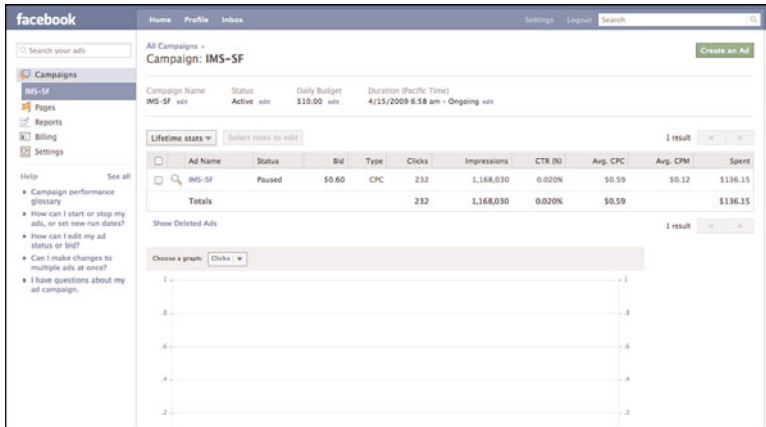 facebook
Home Profile Inbox
Settings Logout Search
Search your ads
Campaigns
IMS-SF
Pages
Reports
Billing
Settings
Help See all
Campaign performance glossary
How can I start or stop my ads, or set new run dates?
How can I edit my ad status or bid?
Can I make changes to multiple ads at once?
I have questions about my ad campaign.
All Campaigns »
Campaign: IMS-SF
Create an Ad
Campaign Name Status Daily Budget Duration (Pacific Time)
IMS-SF edit Active edit $10.00 edit 4/15/2009 6:58 am - Ongoing edit
Lifetime stats Select rows to edit 1 result
Ad Name Status Bid Type Clicks Impressions CTR (%) Avg. CPC Avg. CPM Spent
IMS-SF Paused $0.60 CPC 232 1,168,030 0.020% $0.59 $0.12 $136.15
Totals 232 1,168,030 0.020% $0.59 $136.15
Show Deleted Ads 1 result
Choose a graph: Clicks
1 1
.8 .8
.6 .6
.4 .4
.2 .2